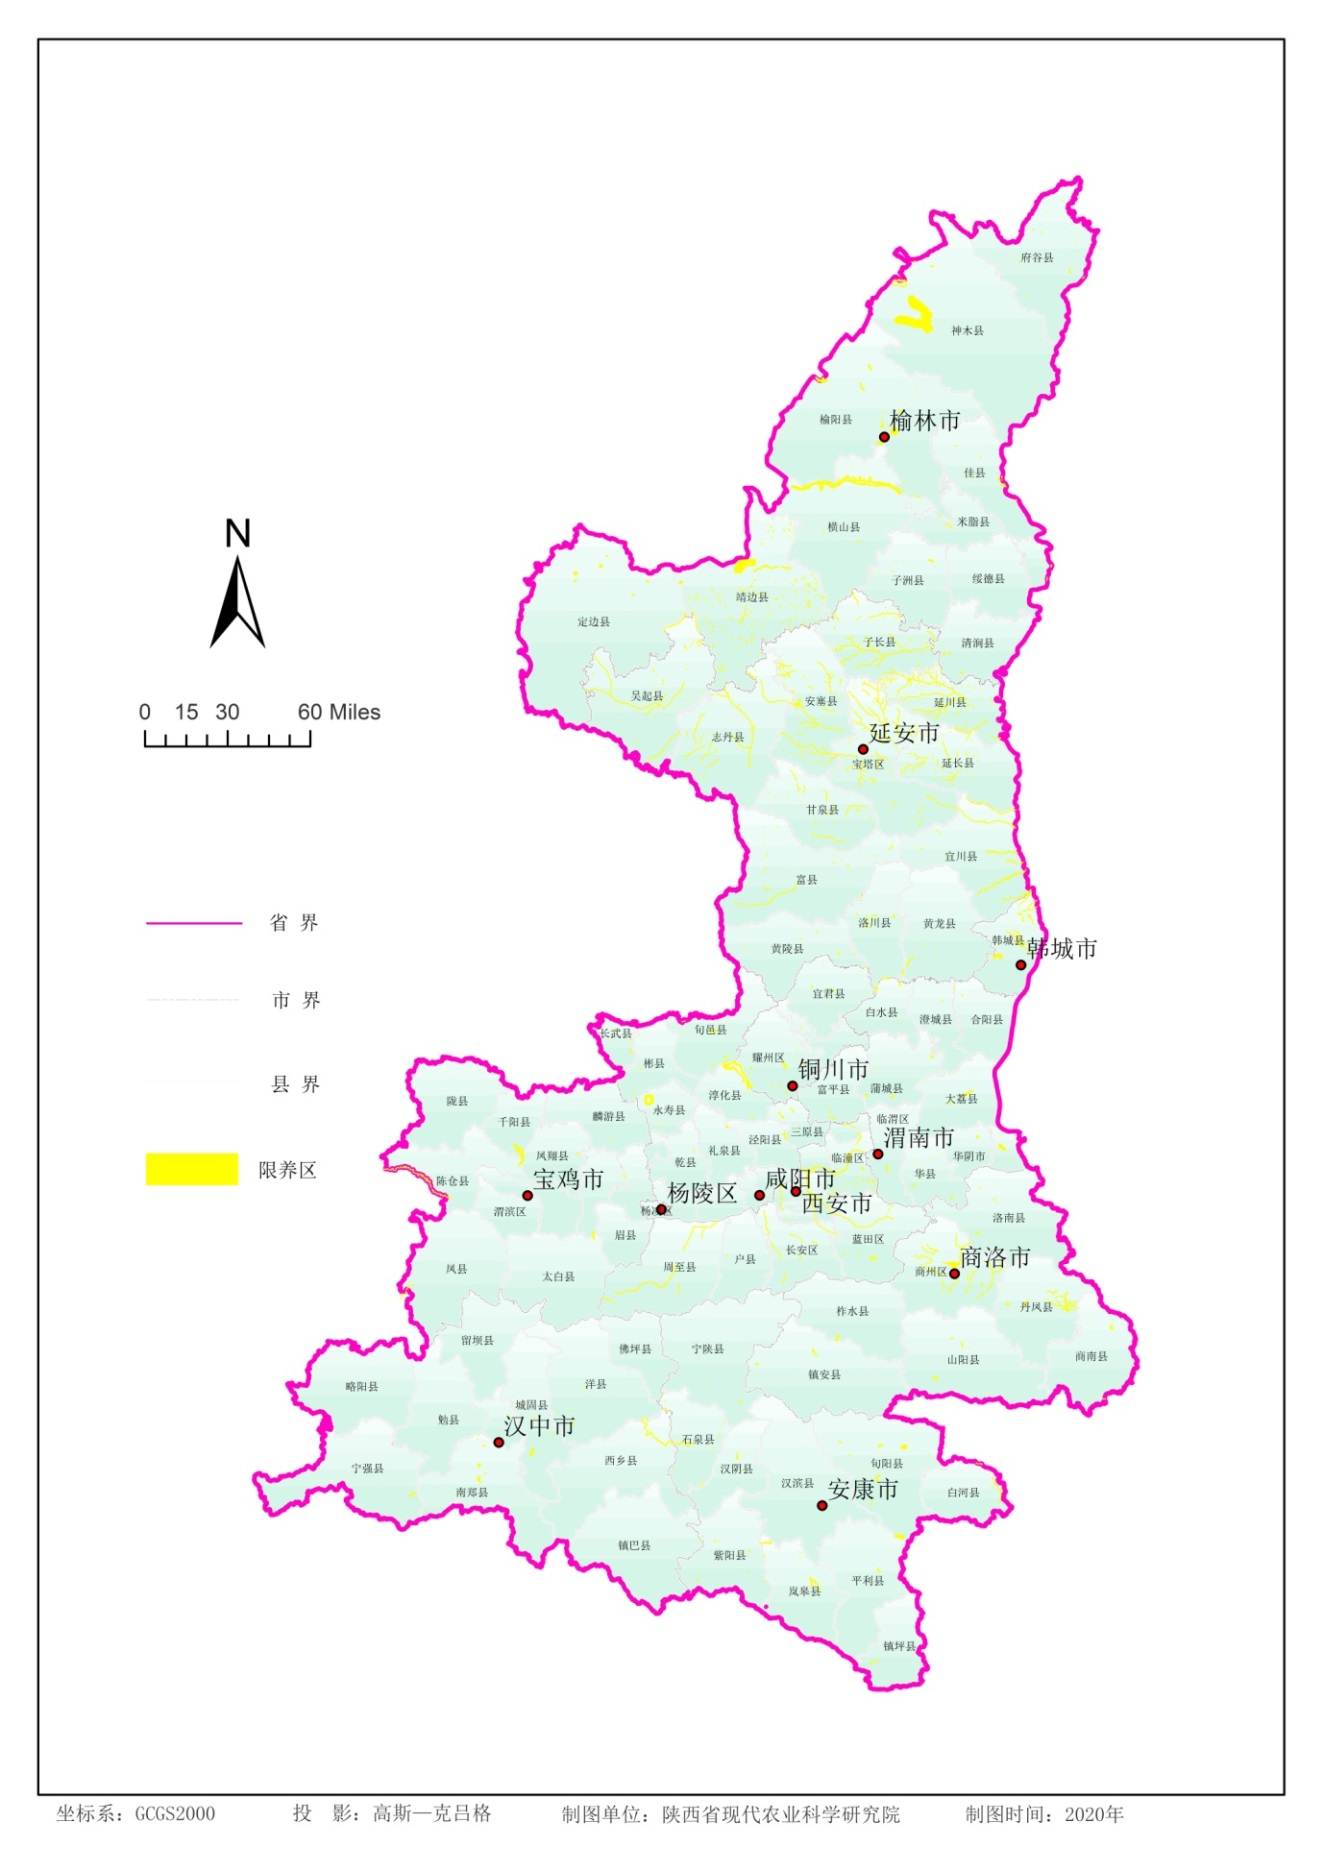 府谷县
神木县
榆阳县
榆林市
佳县
米脂县
横山县
N
子洲县
绥德县
靖边县
定边县
子长县
清涧县
吴起县
安塞县
延川县
0 15 30 60 Miles
志丹县
延安市
宝塔区
延长县
甘泉县
宜川县
富县
省 界
洛川县
黄龙县
韩城县
韩城市
黄陵县
市 界
宜君县
白水县
澄城县
合阳县
长武县
旬邑县
彬县
耀州区
铜川市
县 界
富平县
蒲城县
陇县
千阳县
麟游县
永寿县
淳化县
大荔县
临渭区
三原县
泾阳县
渭南市
凤翔县
乾县
礼泉县
临潼区
华阴市
限养区
陈仓县
宝鸡市
杨陵区
咸阳市
华县
西安市
渭滨区
洛南县
眉县
长安区
蓝田区
户县
周至县
商洛市
商州区
凤县
太白县
柞水县
丹凤县
留坝县
佛坪县
宁陕县
山阳县
商南县
略阳县
洋县
镇安县
城固县
勉县
汉中市
石泉县
宁强县
西乡县
汉阴县
旬阳县
南郑县
汉滨县
安康市
白河县
镇巴县
紫阳县
岚皋县
平利县
镇坪县
坐标系：GCGS2000 投 影：高斯—克吕格 制图单位：陕西省现代农业科学研究院 制图时间：2020年